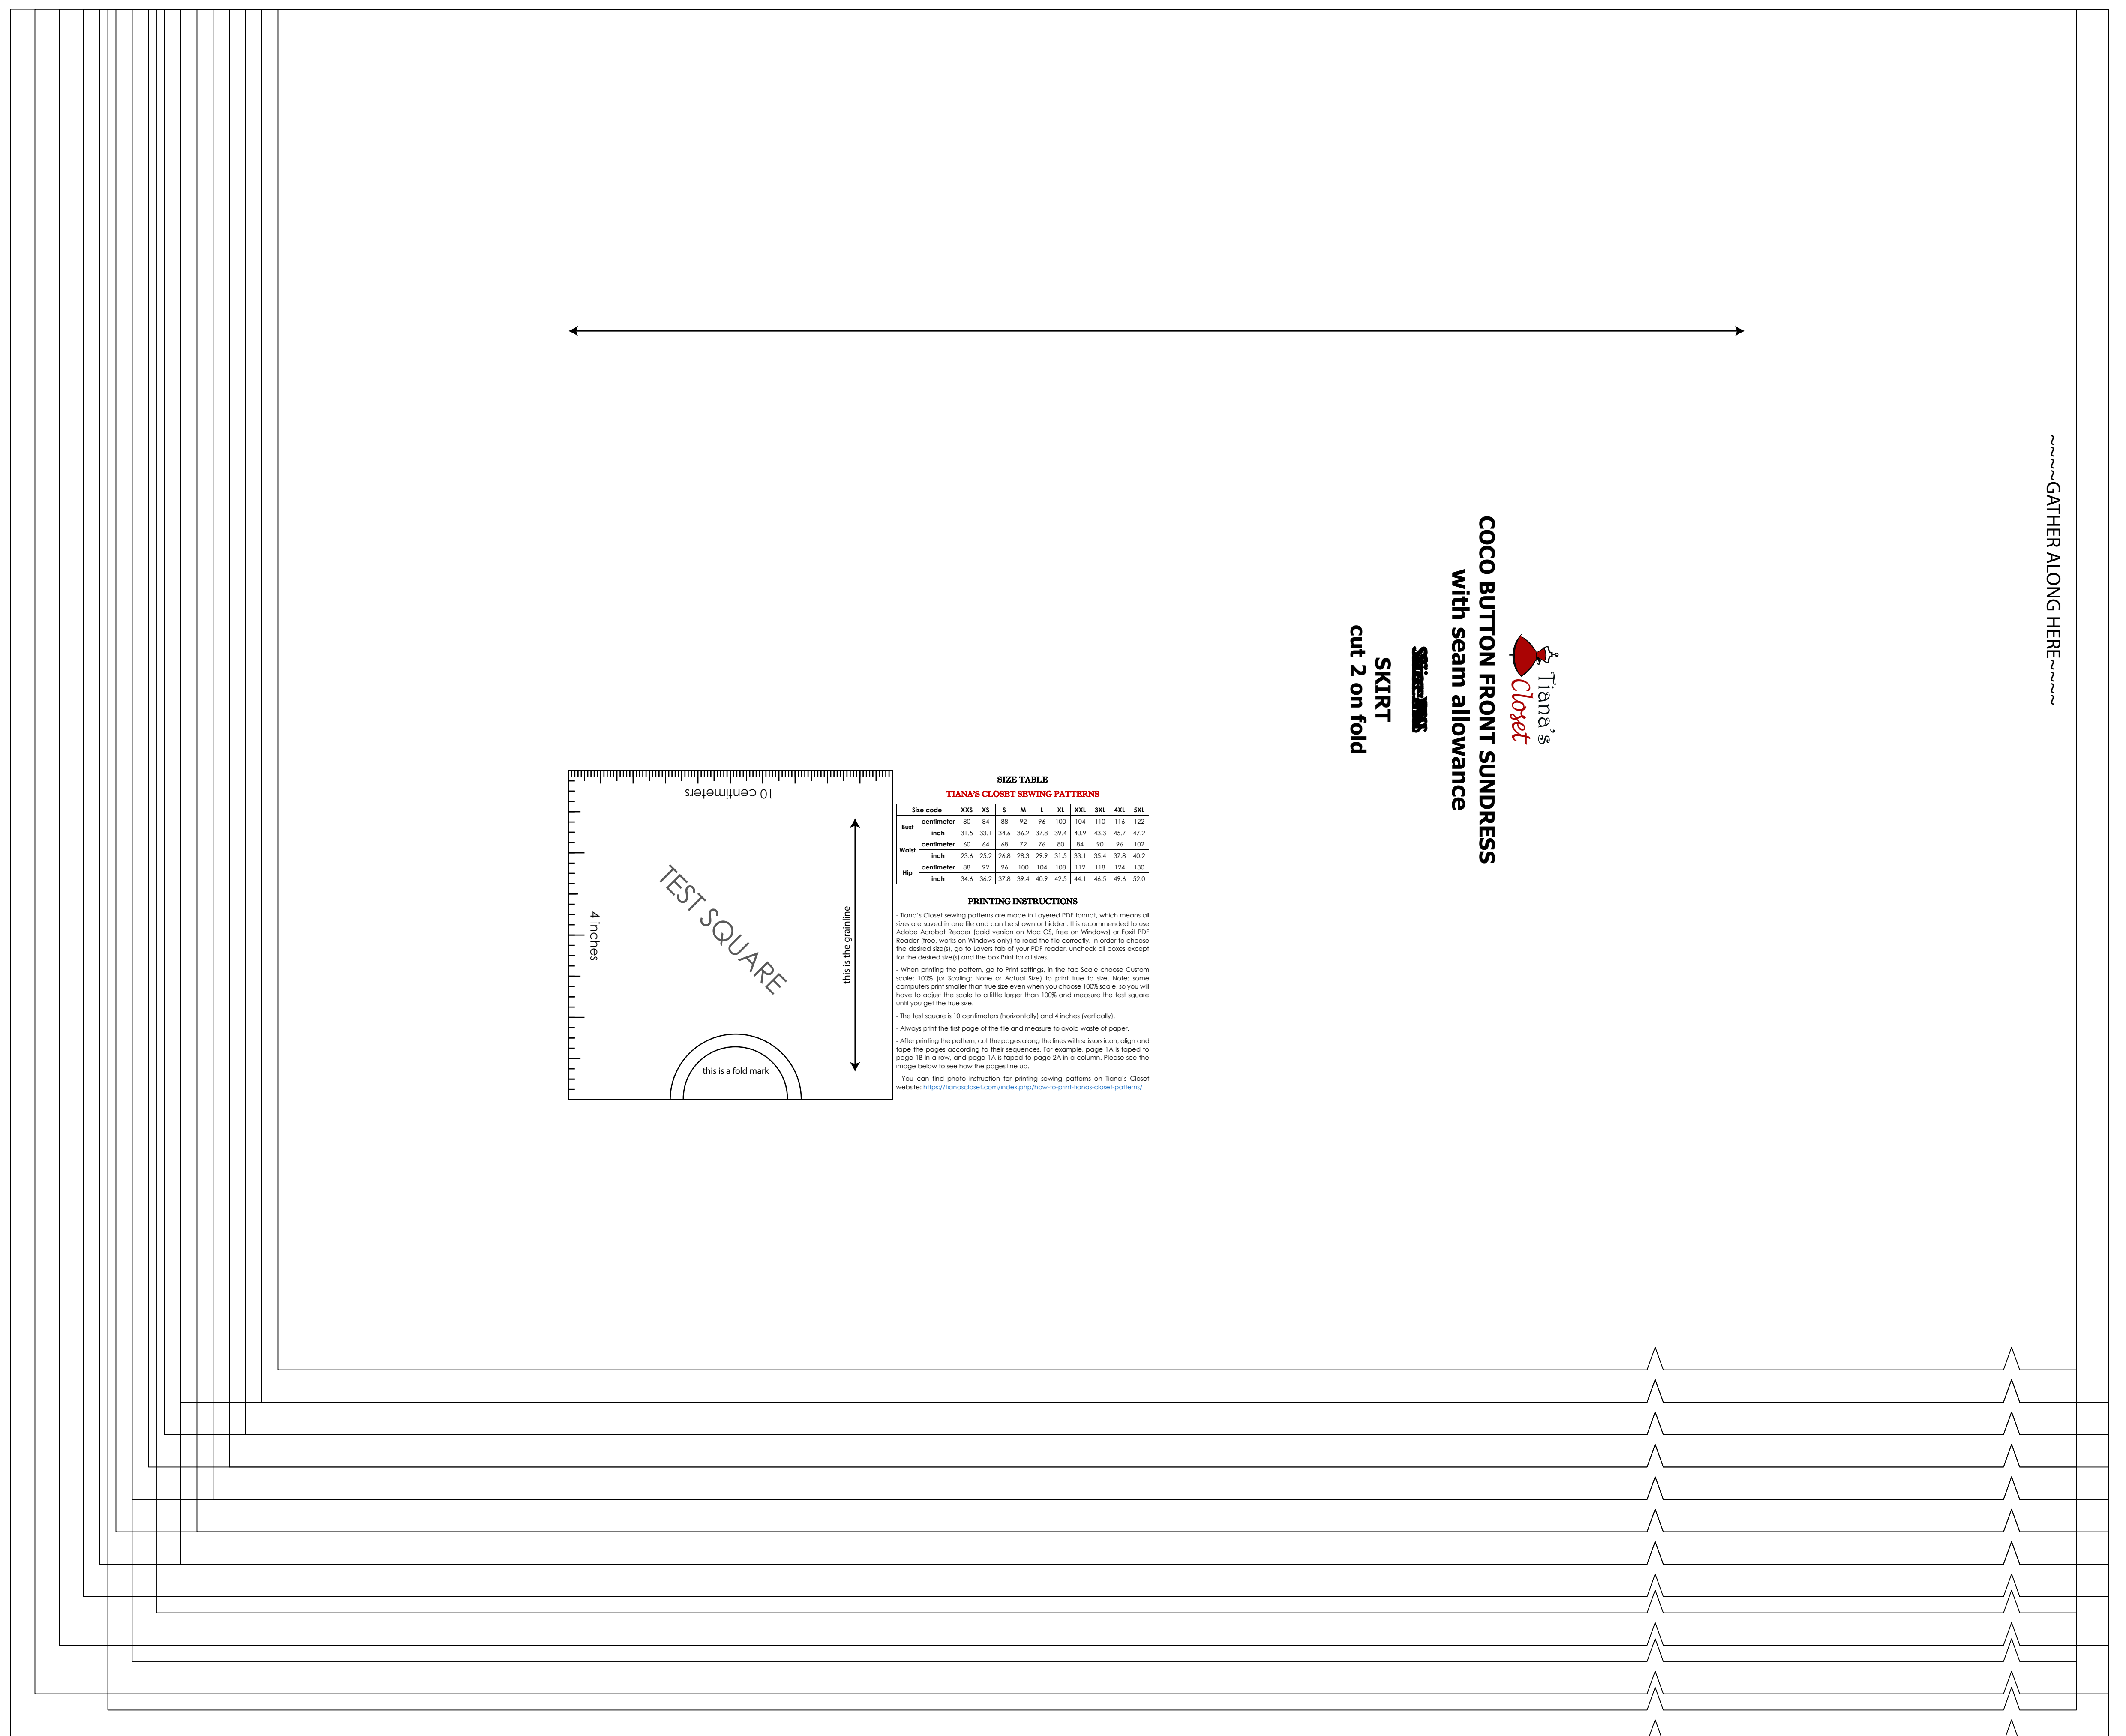 ~~~~GATHER ALONG HERE~~~~
Tiana's
Closet
COCO BUTTON FRONT SUNDRESS
with seam allowance
SKIRT
cut 2 on fold
10 centimeters
4 inches
TEST SQUARE
this is the grainline
this is a fold mark
SIZE TABLE
TIANA'S CLOSET SEWING PATTERNS
Size code XXS XS S M L XL XXL 3XL 4XL 5XL
Bust centimeter 80 84 88 92 96 100 104 110 116 122
inch 31.5 33.1 34.6 36.2 37.8 39.4 40.9 43.3 45.7 47.2
Waist centimeter 60 64 68 72 76 80 84 90 96 102
inch 23.6 25.2 26.8 28.3 29.9 31.5 33.1 35.4 37.8 40.2
Hip centimeter 88 92 96 100 104 108 112 118 124 130
inch 34.6 36.2 37.8 39.4 40.9 42.5 44.1 46.5 49.6 52.0
PRINTING INSTRUCTIONS
- Tiana's Closet sewing patterns are made in Layered PDF format, which means all
sizes are saved in one file and can be shown or hidden. It is recommended to use
Adobe Acrobat Reader (paid version on Mac OS, free on Windows) or Foxit PDF
Reader (free, works on Windows only) to read the file correctly. In order to choose
the desired size(s), go to Layers tab of your PDF reader, uncheck all boxes except
for the desired size(s) and the box Print for all sizes.
- When printing the pattern, go to Print settings, in the tab Scale choose Custom
scale: 100% (or Scaling: None or Actual Size) to print true to size. Note: some
computers print smaller than true size even when you choose 100% scale, so you will
have to adjust the scale to a little larger than 100% and measure the test square
until you get the true size.
- The test square is 10 centimeters (horizontally) and 4 inches (vertically).
- Always print the first page of the file and measure to avoid waste of paper.
- After printing the pattern, cut the pages along the lines with scissors icon, align and
tape the pages according to their sequences. For example, page 1A is taped to
page 1B in a row, and page 1A is taped to page 2A in a column. Please see the
image below to see how the pages line up.
- You can find photo instruction for printing sewing patterns on Tiana's Closet
website: https://tianascloset.com/index.php/how-to-print-tianas-closet-patterns/